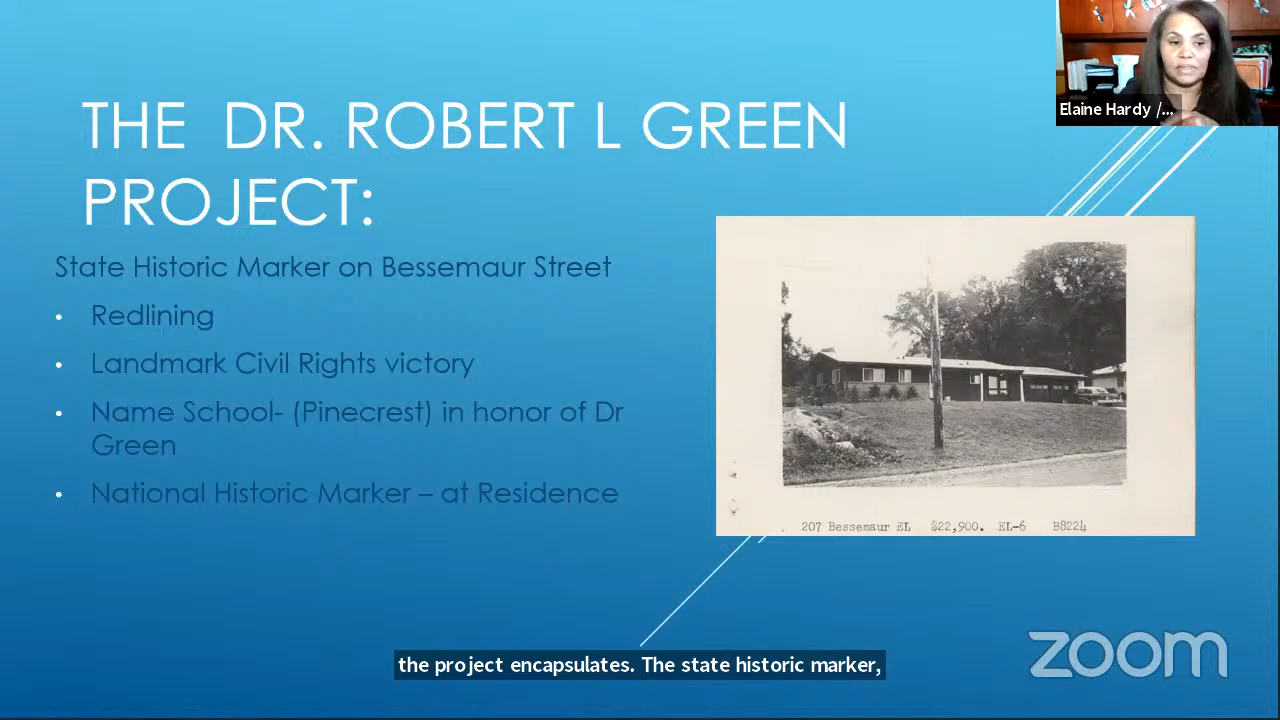 Elaine Hardy /...
THE DR. ROBERT L GREEN
PROJECT:
State Historic Marker on Bessemaur Street
• Redlining
• Landmark Civil Rights victory
• Name School- (Pinecrest) in honor of Dr
Green
• National Historic Marker – at Residence
207 Bessemaur EL $22,900. EL-6 B8224
the project encapsulates. The state historic marker,
zoom